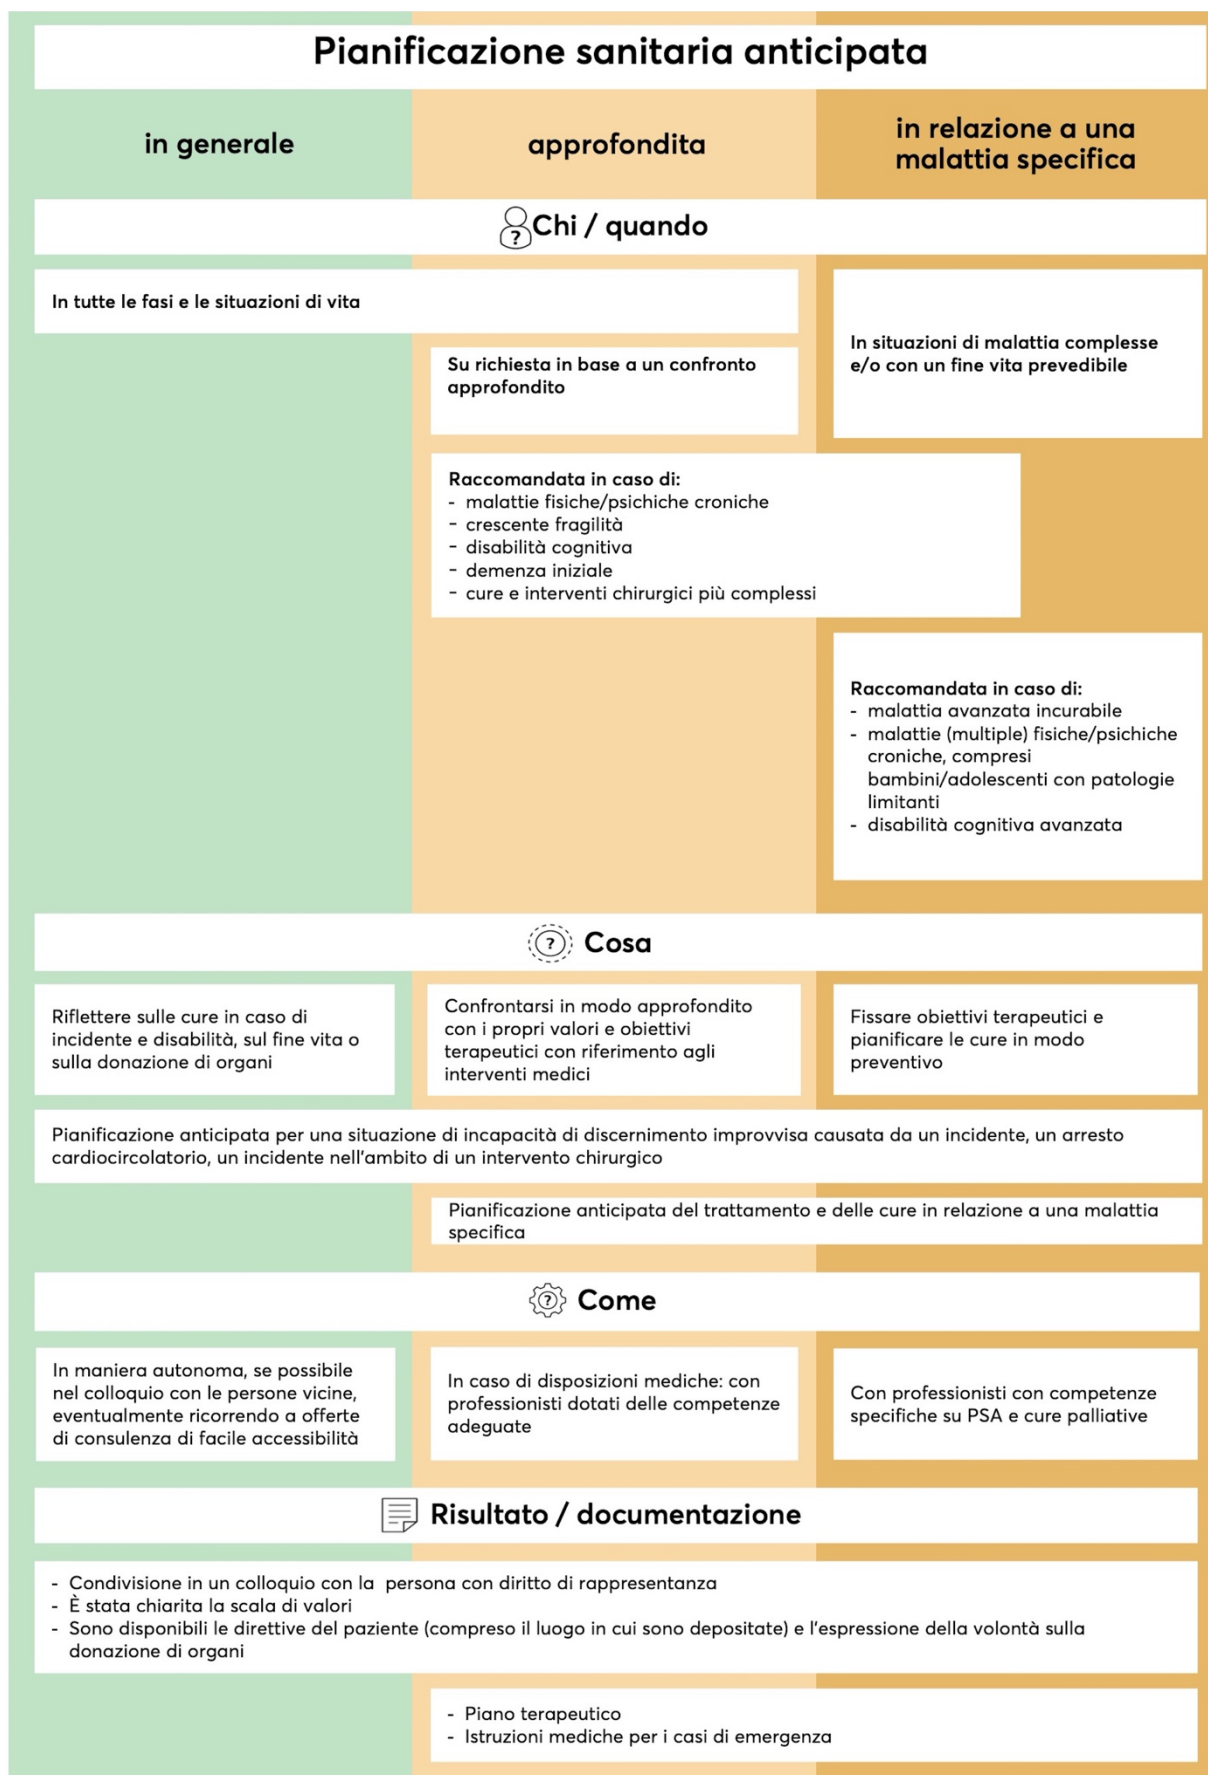 Pianificazione sanitaria anticipata
in generale
approfondita
in relazione a una
malattia specifica
? Chi / quando
In tutte le fasi e le situazioni di vita
Su richiesta in base a un confronto
approfondito
In situazioni di malattia complesse
e/o con un fine vita prevedibile
Raccomandata in caso di:
- malattie fisiche/psichiche croniche
- crescente fragilità
- disabilità cognitiva
- demenza iniziale
- cure e interventi chirurgici più complessi
Raccomandata in caso di:
- malattia avanzata incurabile
- malattie (multiple) fisiche/psichiche
croniche, compresi
bambini/adolescenti con patologie
limitanti
- disabilità cognitiva avanzata
? Cosa
Riflettere sulle cure in caso di
incidente e disabilità, sul fine vita o
sulla donazione di organi
Confrontarsi in modo approfondito
con i propri valori e obiettivi
terapeutici con riferimento agli
interventi medici
Fissare obiettivi terapeutici e
pianificare le cure in modo
preventivo
Pianificazione anticipata per una situazione di incapacità di discernimento improvvisa causata da un incidente, un arresto
cardiocircolatorio, un incidente nell'ambito di un intervento chirurgico
Pianificazione anticipata del trattamento e delle cure in relazione a una malattia
specifica
? Come
In maniera autonoma, se possibile
nel colloquio con le persone vicine,
eventualmente ricorrendo a offerte
di consulenza di facile accessibilità
In caso di disposizioni mediche: con
professionisti dotati delle competenze
adeguate
Con professionisti con competenze
specifiche su PSA e cure palliative
Risultato / documentazione
- Condivisione in un colloquio con la persona con diritto di rappresentanza
- È stata chiarita la scala di valori
- Sono disponibili le direttive del paziente (compreso il luogo in cui sono depositate) e l'espressione della volontà sulla
donazione di organi
- Piano terapeutico
- Istruzioni mediche per i casi di emergenza